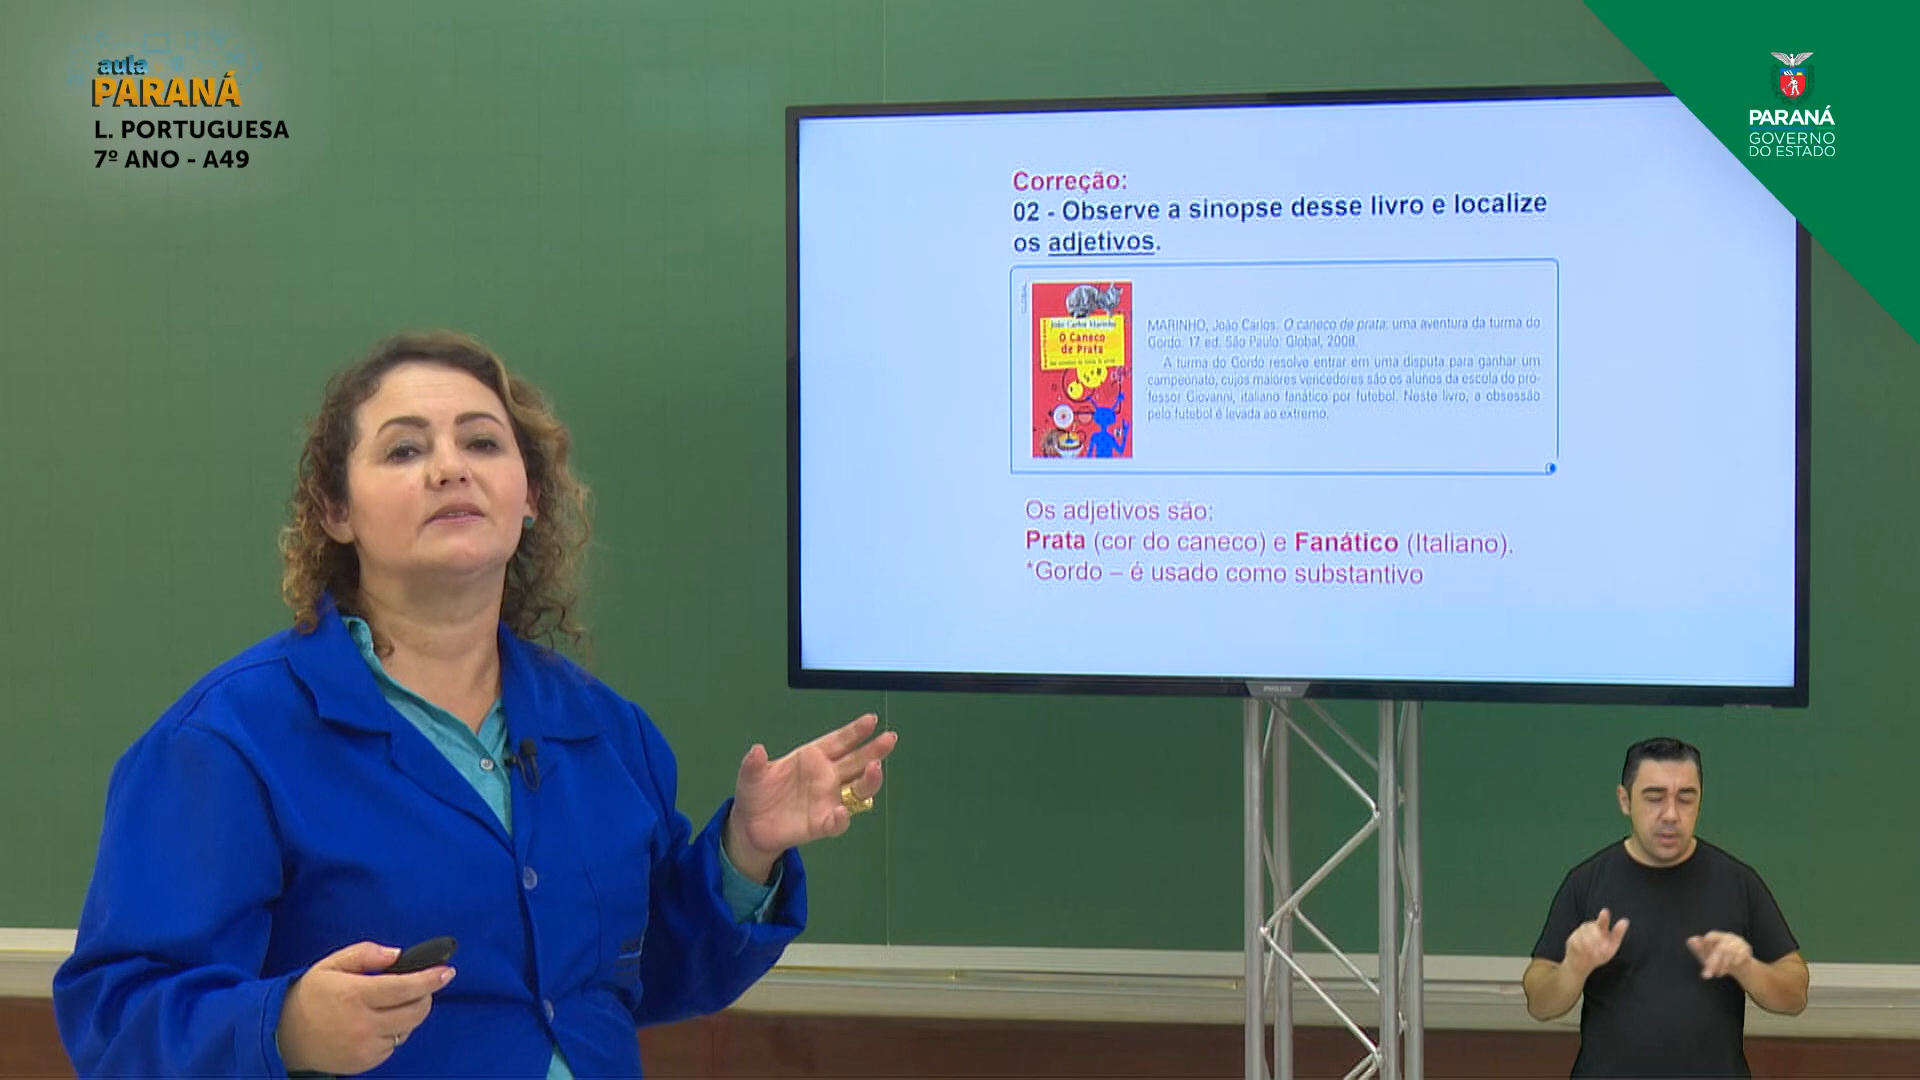 aula
PARANÁ
L. PORTUGUESA
7º ANO - A49
PARANÁ
GOVERNO
DO ESTADO
Correção:
02 - Observe a sinopse desse livro e localize
os adjetivos.
GLOBAL
João Carlos Marinho
O Caneco
de Prata
MARINHO, João Carlos. O caneco de prata: uma aventura da turma do
Gordo. 17 ed. São Paulo: Global, 2008.
A turma do Gordo resolve entrar em uma disputa para ganhar um
campeonato, cujos maiores vencedores são os alunos da escola do pro-
fessor Giovanni, italiano fanático por futebol. Neste livro, a obsessão
pelo futebol é levada ao extremo.
Os adjetivos são:
Prata (cor do caneco) e Fanático (Italiano).
*Gordo – é usado como substantivo
PHILIPS